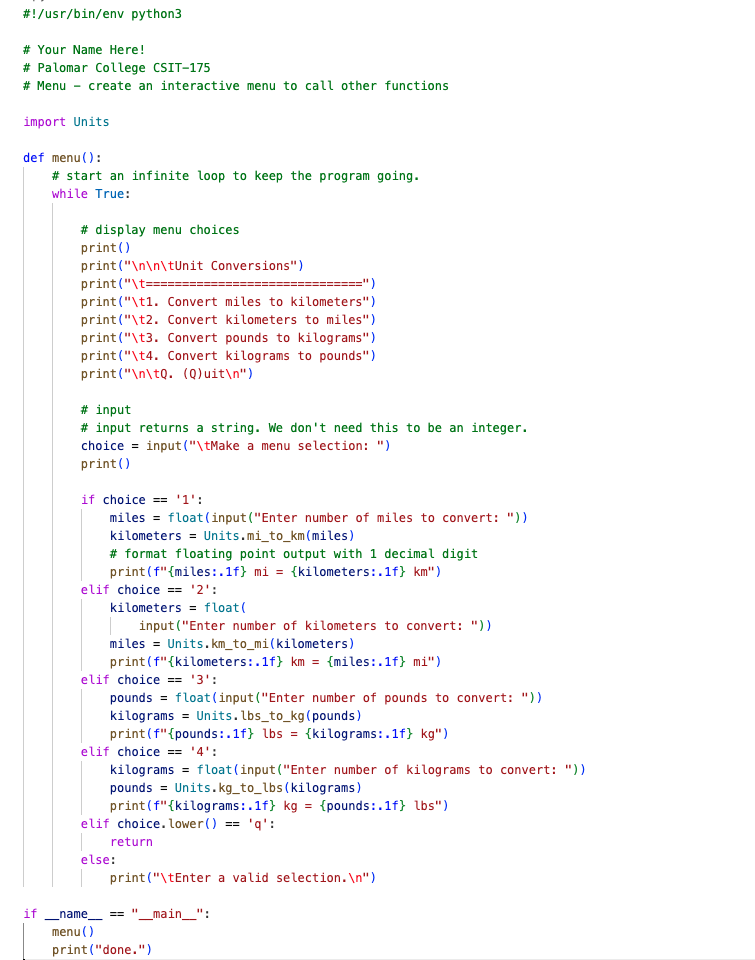 #!/usr/bin/env python3

# Your Name Here!
# Palomar College CSIT-175
# Menu - create an interactive menu to call other functions

import Units

def menu():
    # start an infinite loop to keep the program going.
    while True:

        # display menu choices
        print()
        print("\n\n\tUnit Conversions")
        print("\t==============================")
        print("\t1. Convert miles to kilometers")
        print("\t2. Convert kilometers to miles")
        print("\t3. Convert pounds to kilograms")
        print("\t4. Convert kilograms to pounds")
        print("\n\tQ. (Q)uit\n")

        # input
        # input returns a string. We don't need this to be an integer.
        choice = input("\tMake a menu selection: ")
        print()

        if choice == '1':
            miles = float(input("Enter number of miles to convert: "))
            kilometers = Units.mi_to_km(miles)
            # format floating point output with 1 decimal digit
            print(f"{miles:.1f} mi = {kilometers:.1f} km")
        elif choice == '2':
            kilometers = float(
                input("Enter number of kilometers to convert: "))
            miles = Units.km_to_mi(kilometers)
            print(f"{kilometers:.1f} km = {miles:.1f} mi")
        elif choice == '3':
            pounds = float(input("Enter number of pounds to convert: "))
            kilograms = Units.lbs_to_kg(pounds)
            print(f"{pounds:.1f} lbs = {kilograms:.1f} kg")
        elif choice == '4':
            kilograms = float(input("Enter number of kilograms to convert: "))
            pounds = Units.kg_to_lbs(kilograms)
            print(f"{kilograms:.1f} kg = {pounds:.1f} lbs")
        elif choice.lower() == 'q':
            return
        else:
            print("\tEnter a valid selection.\n")

if __name__ == "__main__":
    menu()
    print("done.")